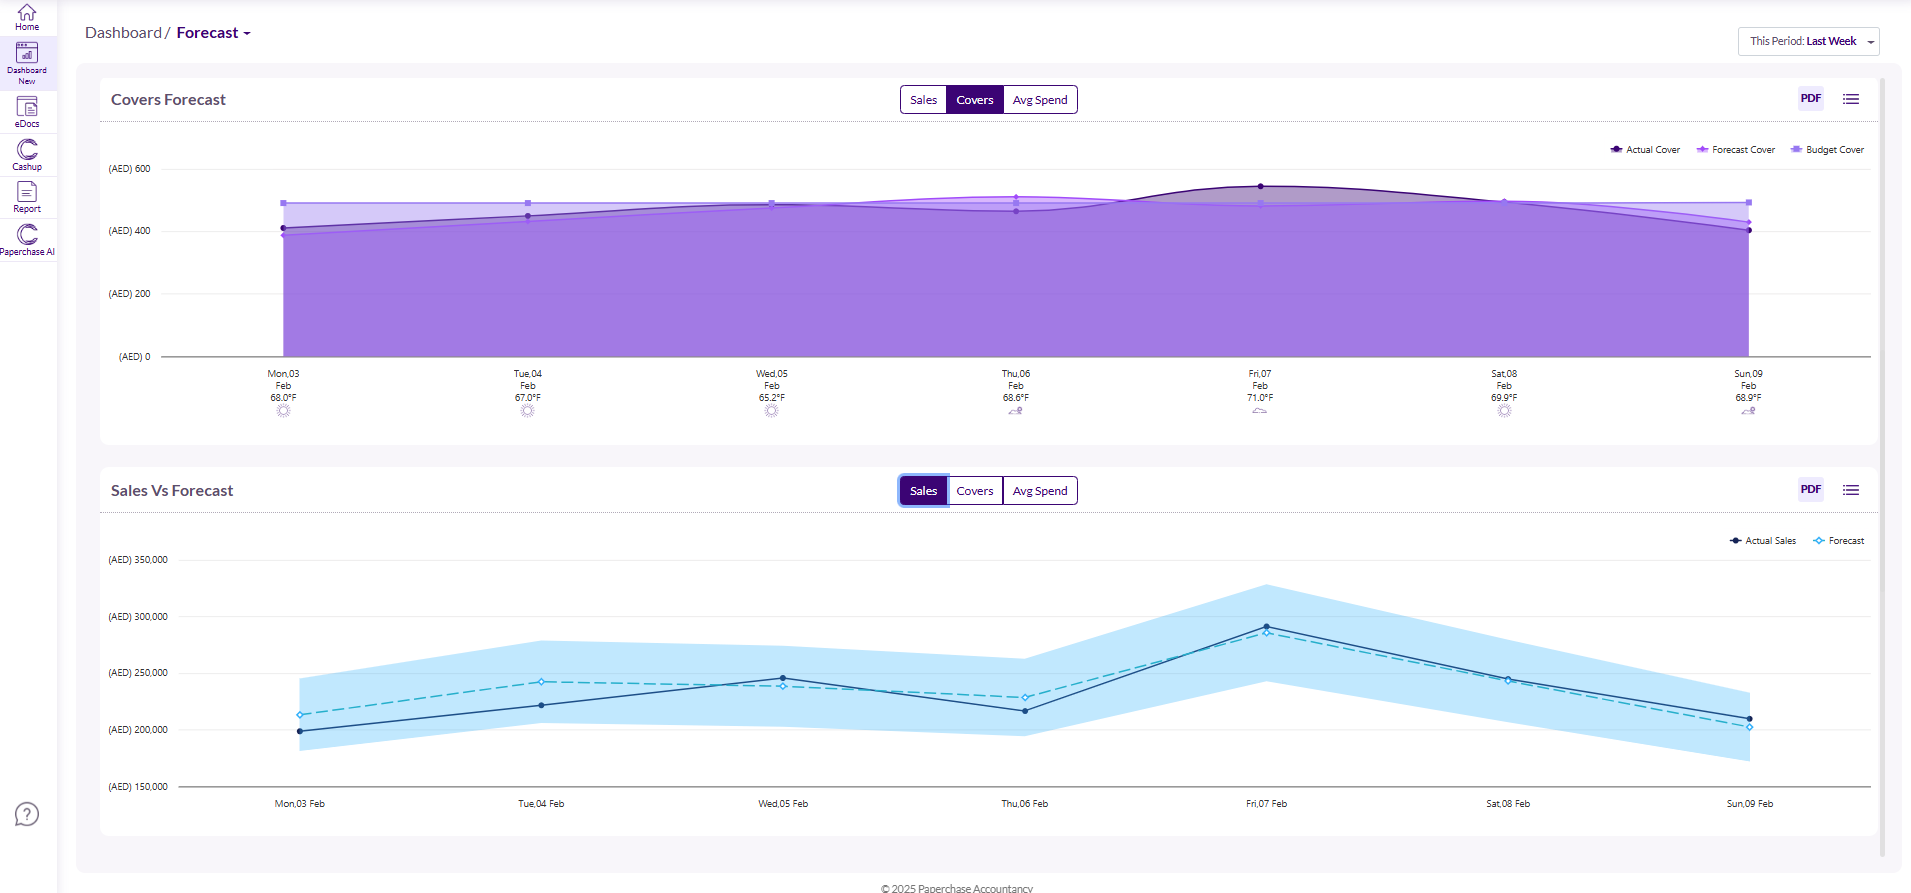 Home
Dashboard
New
eDocs
Cashup
Report
Paperchase AI
Dashboard / Forecast
This Period: Last Week
Covers Forecast
Sales Covers Avg Spend
PDF
Actual Cover Forecast Cover Budget Cover
(AED) 600
(AED) 400
(AED) 200
(AED) 0
Mon,03 Feb 68.0°F
Tue,04 Feb 67.0°F
Wed,05 Feb 65.2°F
Thu,06 Feb 68.6°F
Fri,07 Feb 71.0°F
Sat,08 Feb 69.9°F
Sun,09 Feb 68.9°F
Sales Vs Forecast
Sales Covers Avg Spend
PDF
Actual Sales Forecast
(AED) 350,000
(AED) 300,000
(AED) 250,000
(AED) 200,000
(AED) 150,000
Mon,03 Feb Tue,04 Feb Wed,05 Feb Thu,06 Feb Fri,07 Feb Sat,08 Feb Sun,09 Feb
© 2025 Paperchase Accountancy